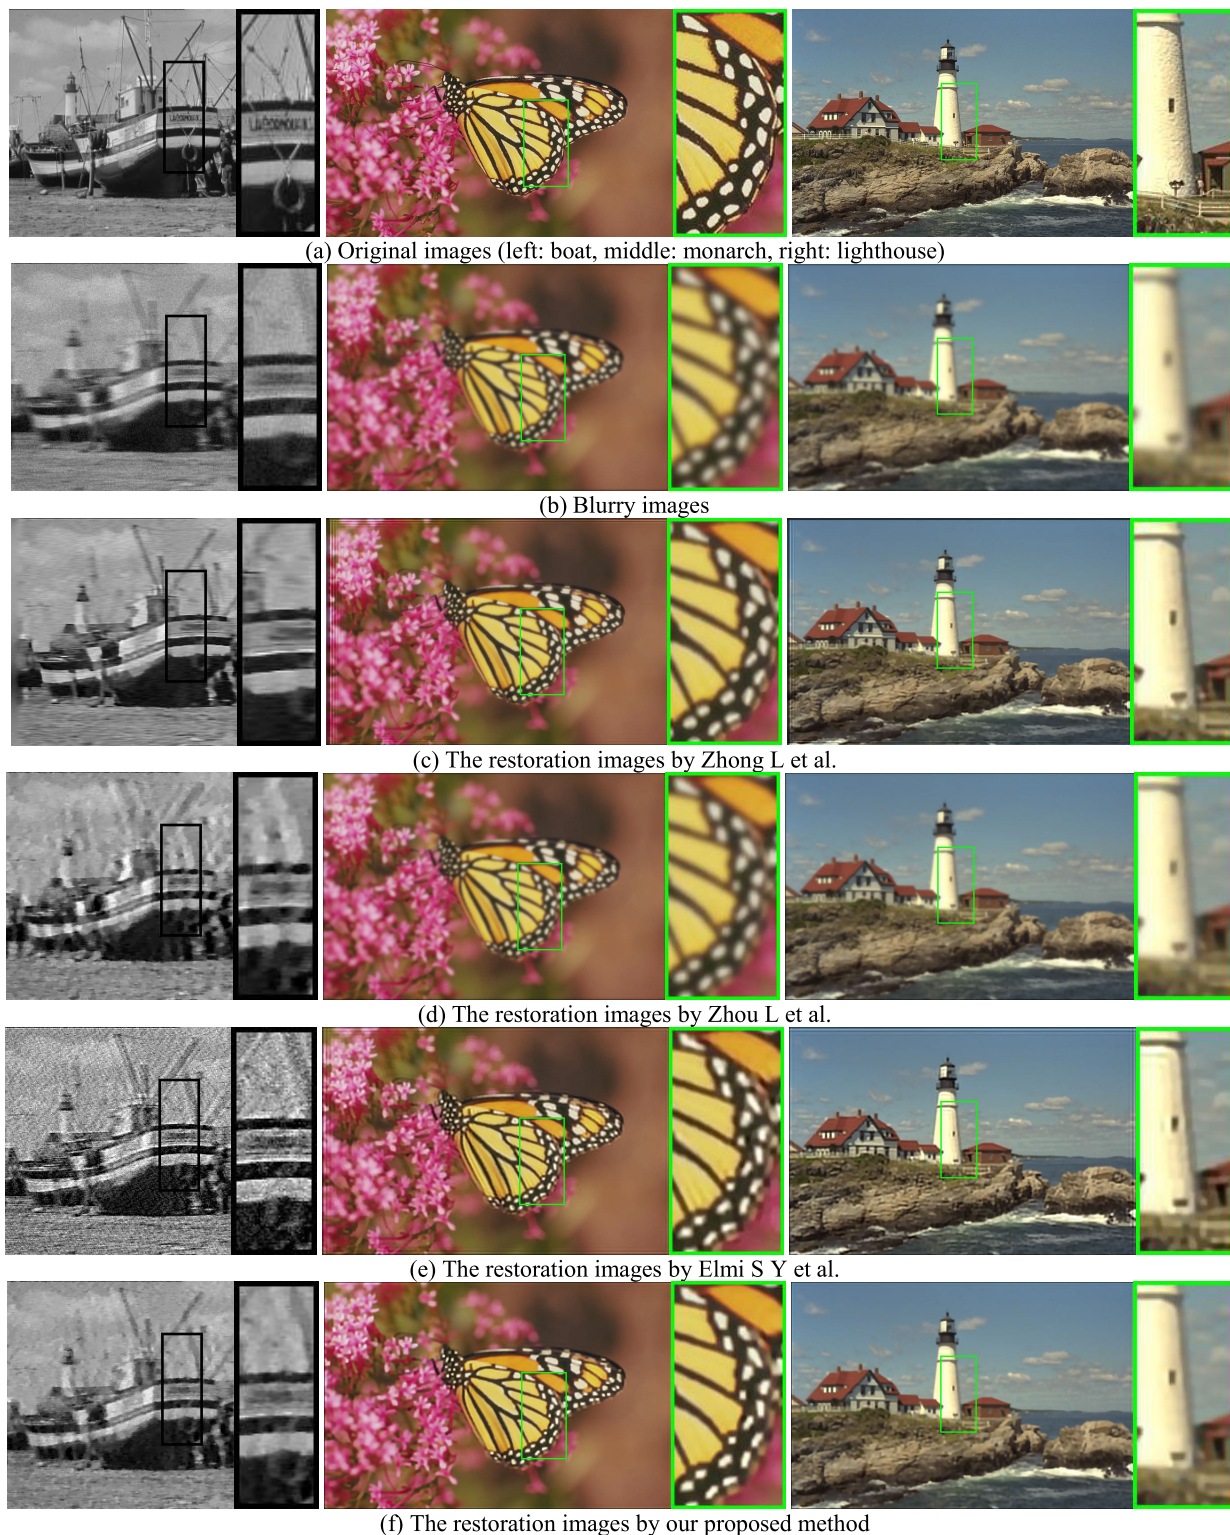 (a) Original images (left: boat, middle: monarch, right: lighthouse)
(b) Blurry images
(c) The restoration images by Zhong L et al.
(d) The restoration images by Zhou L et al.
(e) The restoration images by Elmi S Y et al.
(f) The restoration images by our proposed method